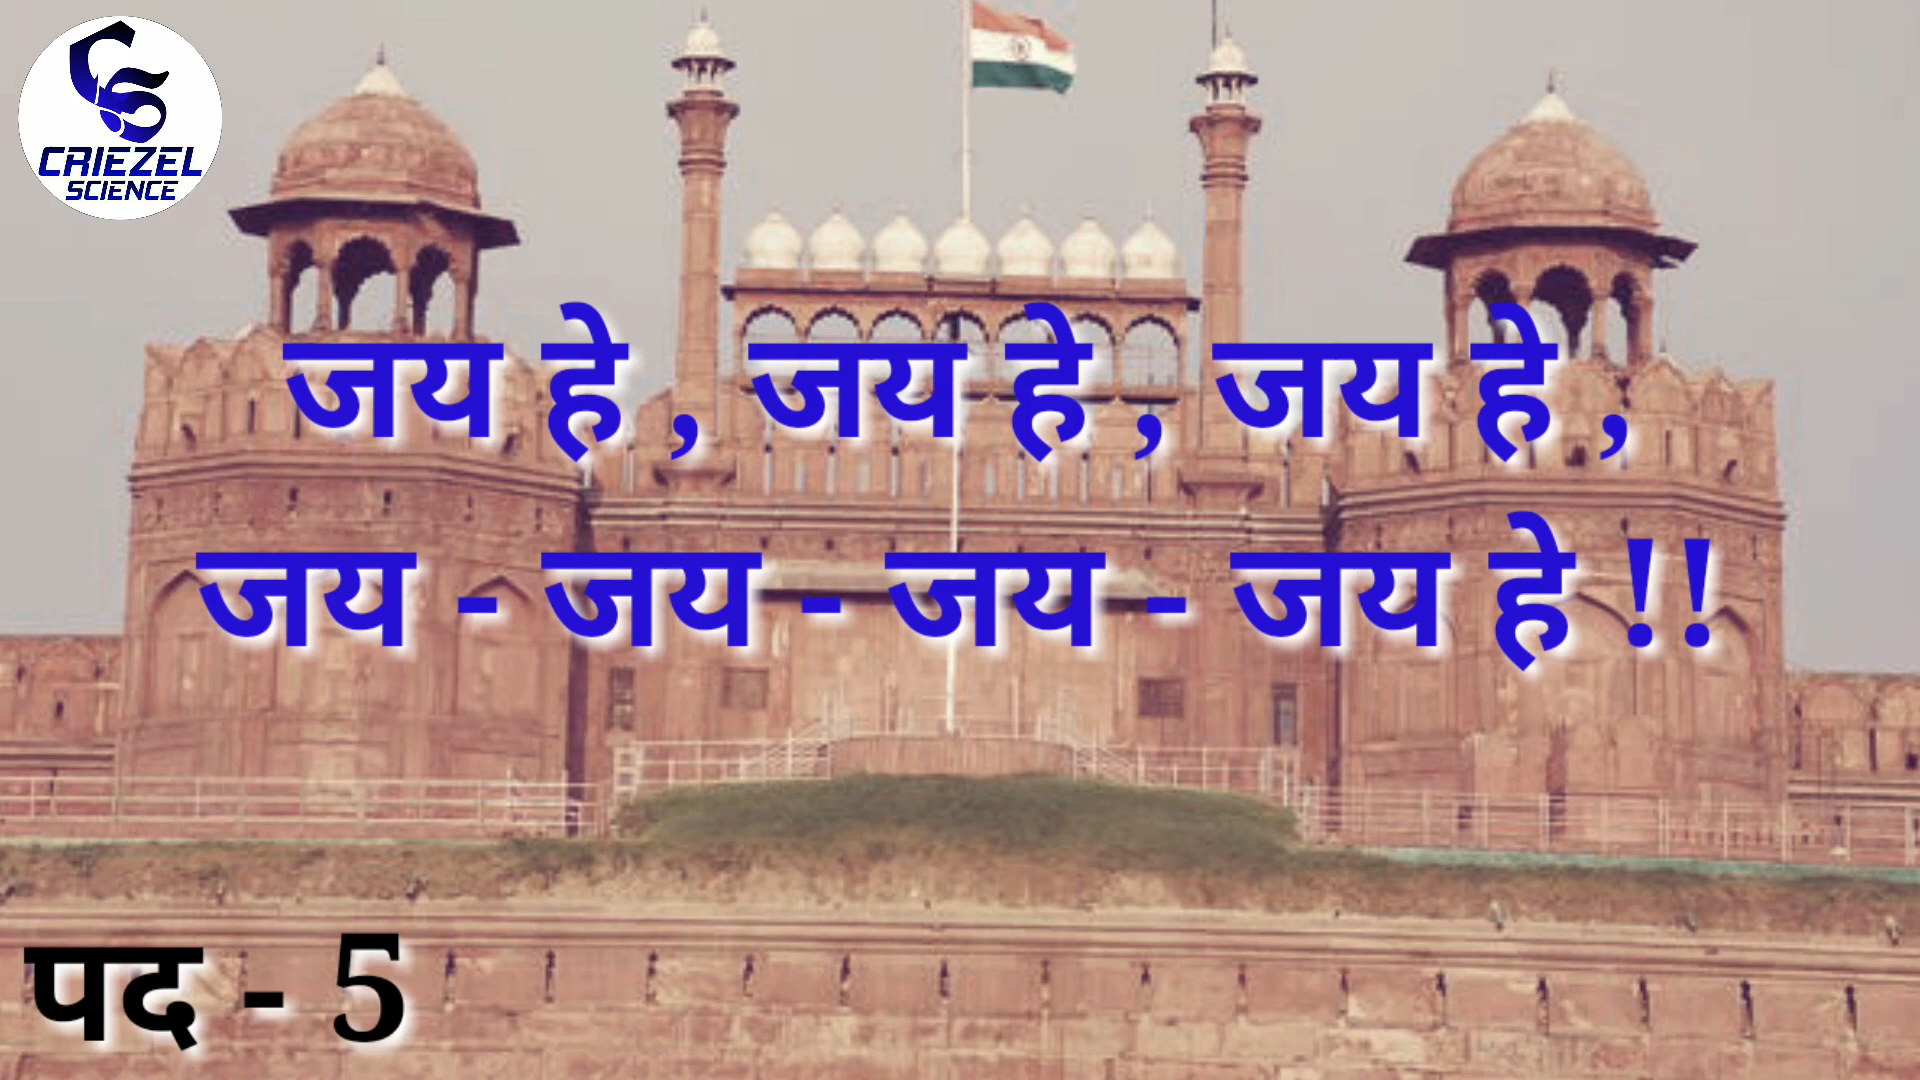 CRIEZEL
SCIENCE
जय हे , जय हे , जय हे ,
जय - जय - जय - जय हे !!
पद - 5